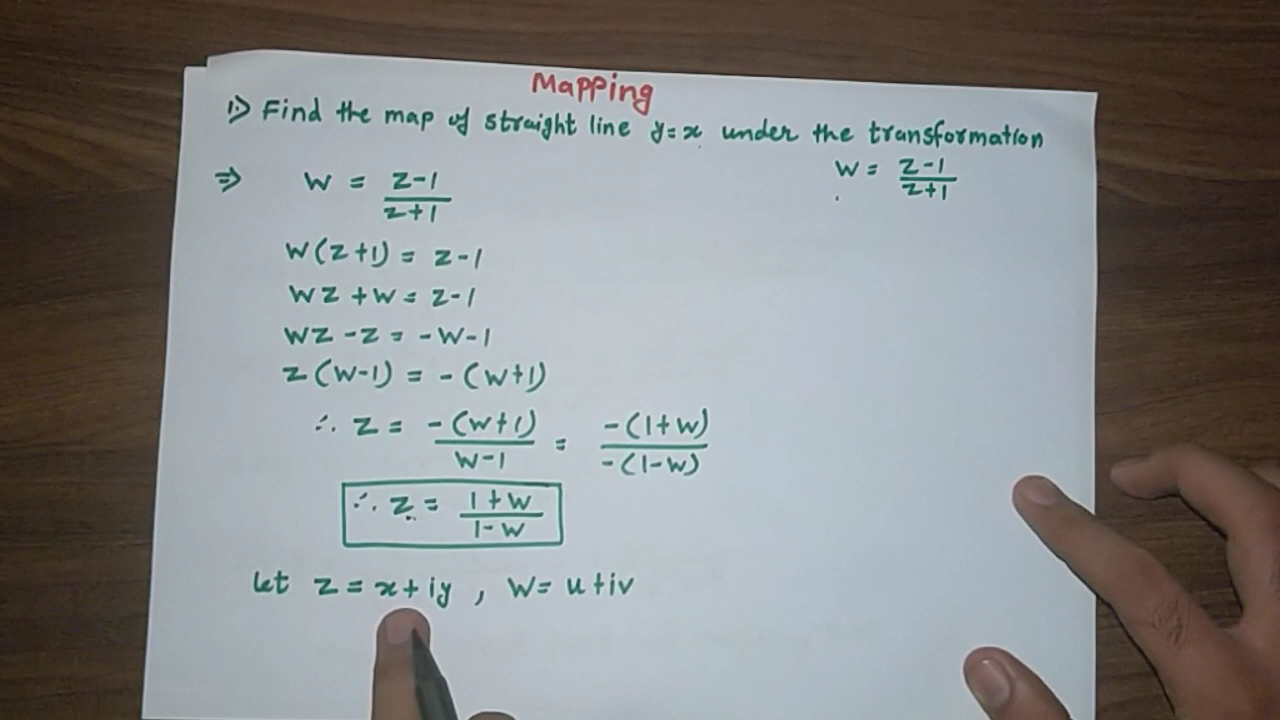 Mapping
1) Find the map of straight line y=x under the transformation
w = z-1/z+1
⇒ w = z-1/z+1
w(z+1) = z-1
wz + w = z-1
wz - z = -w-1
z(w-1) = -(w+1)
∴ z = -(w+1)/w-1 = -(1+w)/-(1-w)
∴ z = 1+w/1-w
let z = x+iy , w = u+iv